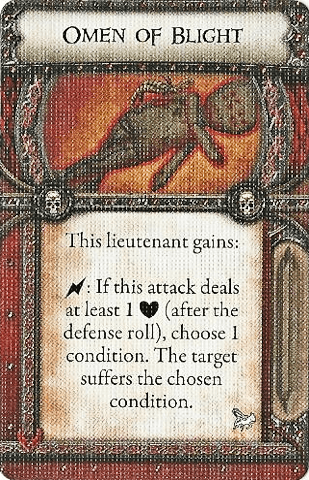 OMEN OF BLIGHT
This lieutenant gains:
: If this attack deals
at least 1 (after the
defense roll), choose 1
condition. The target
suffers the chosen
condition.